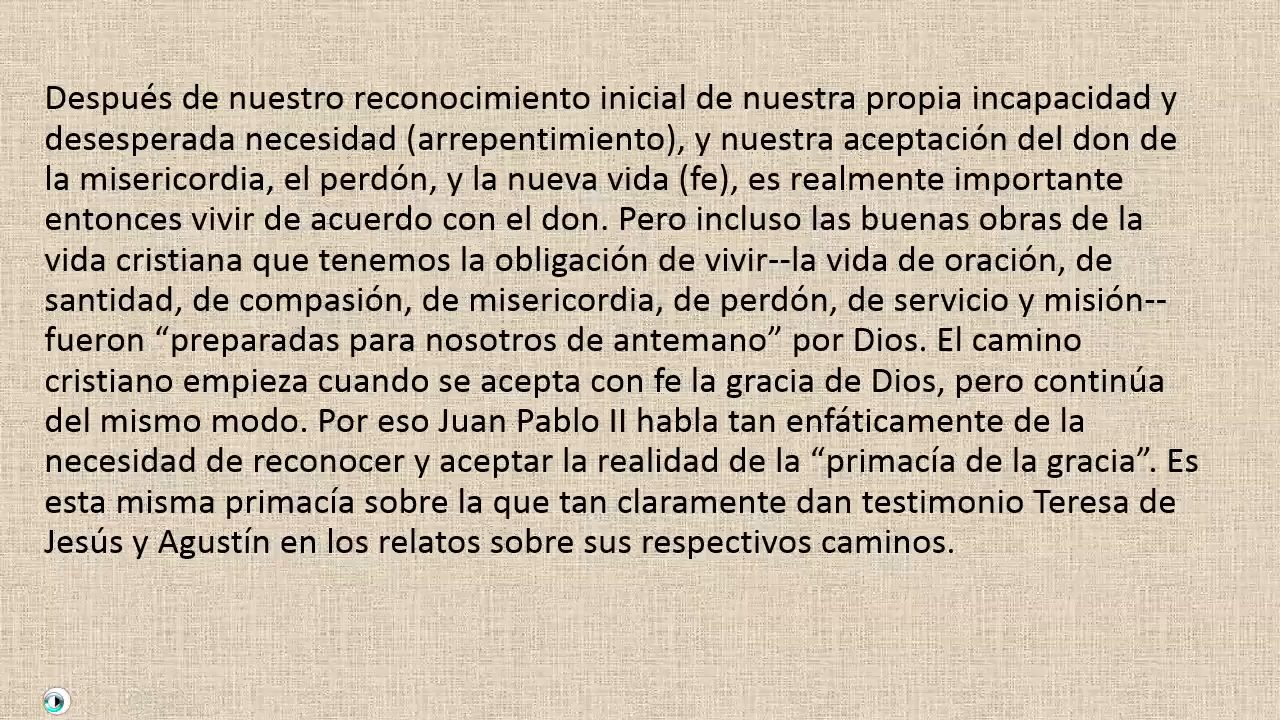 Después de nuestro reconocimiento inicial de nuestra propia incapacidad y
desesperada necesidad (arrepentimiento), y nuestra aceptación del don de
la misericordia, el perdón, y la nueva vida (fe), es realmente importante
entonces vivir de acuerdo con el don. Pero incluso las buenas obras de la
vida cristiana que tenemos la obligación de vivir--la vida de oración, de
santidad, de compasión, de misericordia, de perdón, de servicio y misión--
fueron “preparadas para nosotros de antemano” por Dios. El camino
cristiano empieza cuando se acepta con fe la gracia de Dios, pero continúa
del mismo modo. Por eso Juan Pablo II habla tan enfáticamente de la
necesidad de reconocer y aceptar la realidad de la “primacía de la gracia”. Es
esta misma primacía sobre la que tan claramente dan testimonio Teresa de
Jesús y Agustín en los relatos sobre sus respectivos caminos.